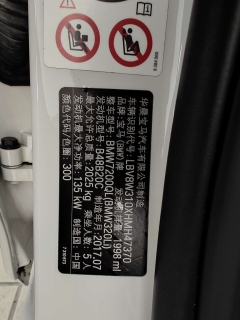 华晨宝马汽车有限公司制造
车辆识别代号: LBV8W3100XHMH47370
品牌: 宝马(BMW)牌
整车型号: BMW7200QL(BMW320Li)
发动机型号: B48B20C 发动机排量: 1998 ml
最大允许总质量: 2025 kg 制造年月: 2017.07
发动机最大净功率: 135 kW 乘坐人数: 5人
颜色代码/色漆: 300 制造国: 中国